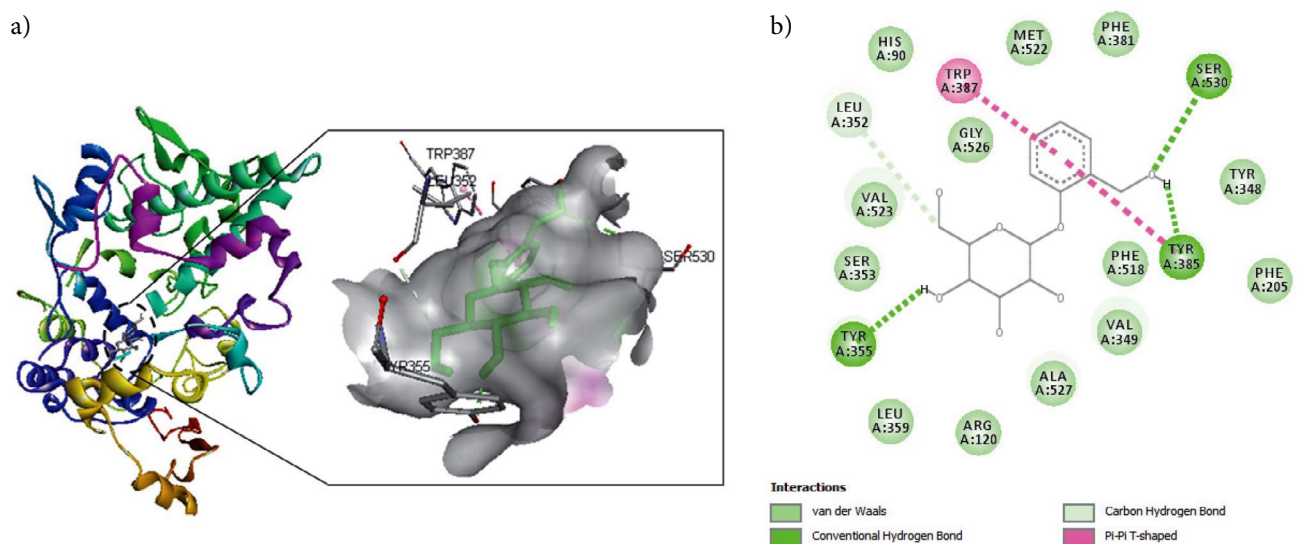 a)
TRP387
EU352
SER530
YR355
b)
HIS
A:90
MET
A:522
PHE
A:381
TRP
A:387
SER
A:530
LEU
A:352
GLY
A:526
TYR
A:348
VAL
A:523
O
O
H
O
O
SER
A:353
PHE
A:518
TYR
A:385
PHE
A:205
H
O
O
O
VAL
A:349
TYR
A:355
ALA
A:527
LEU
A:359
ARG
A:120
Interactions
van der Waals
Conventional Hydrogen Bond
Carbon Hydrogen Bond
Pi-Pi T-shaped